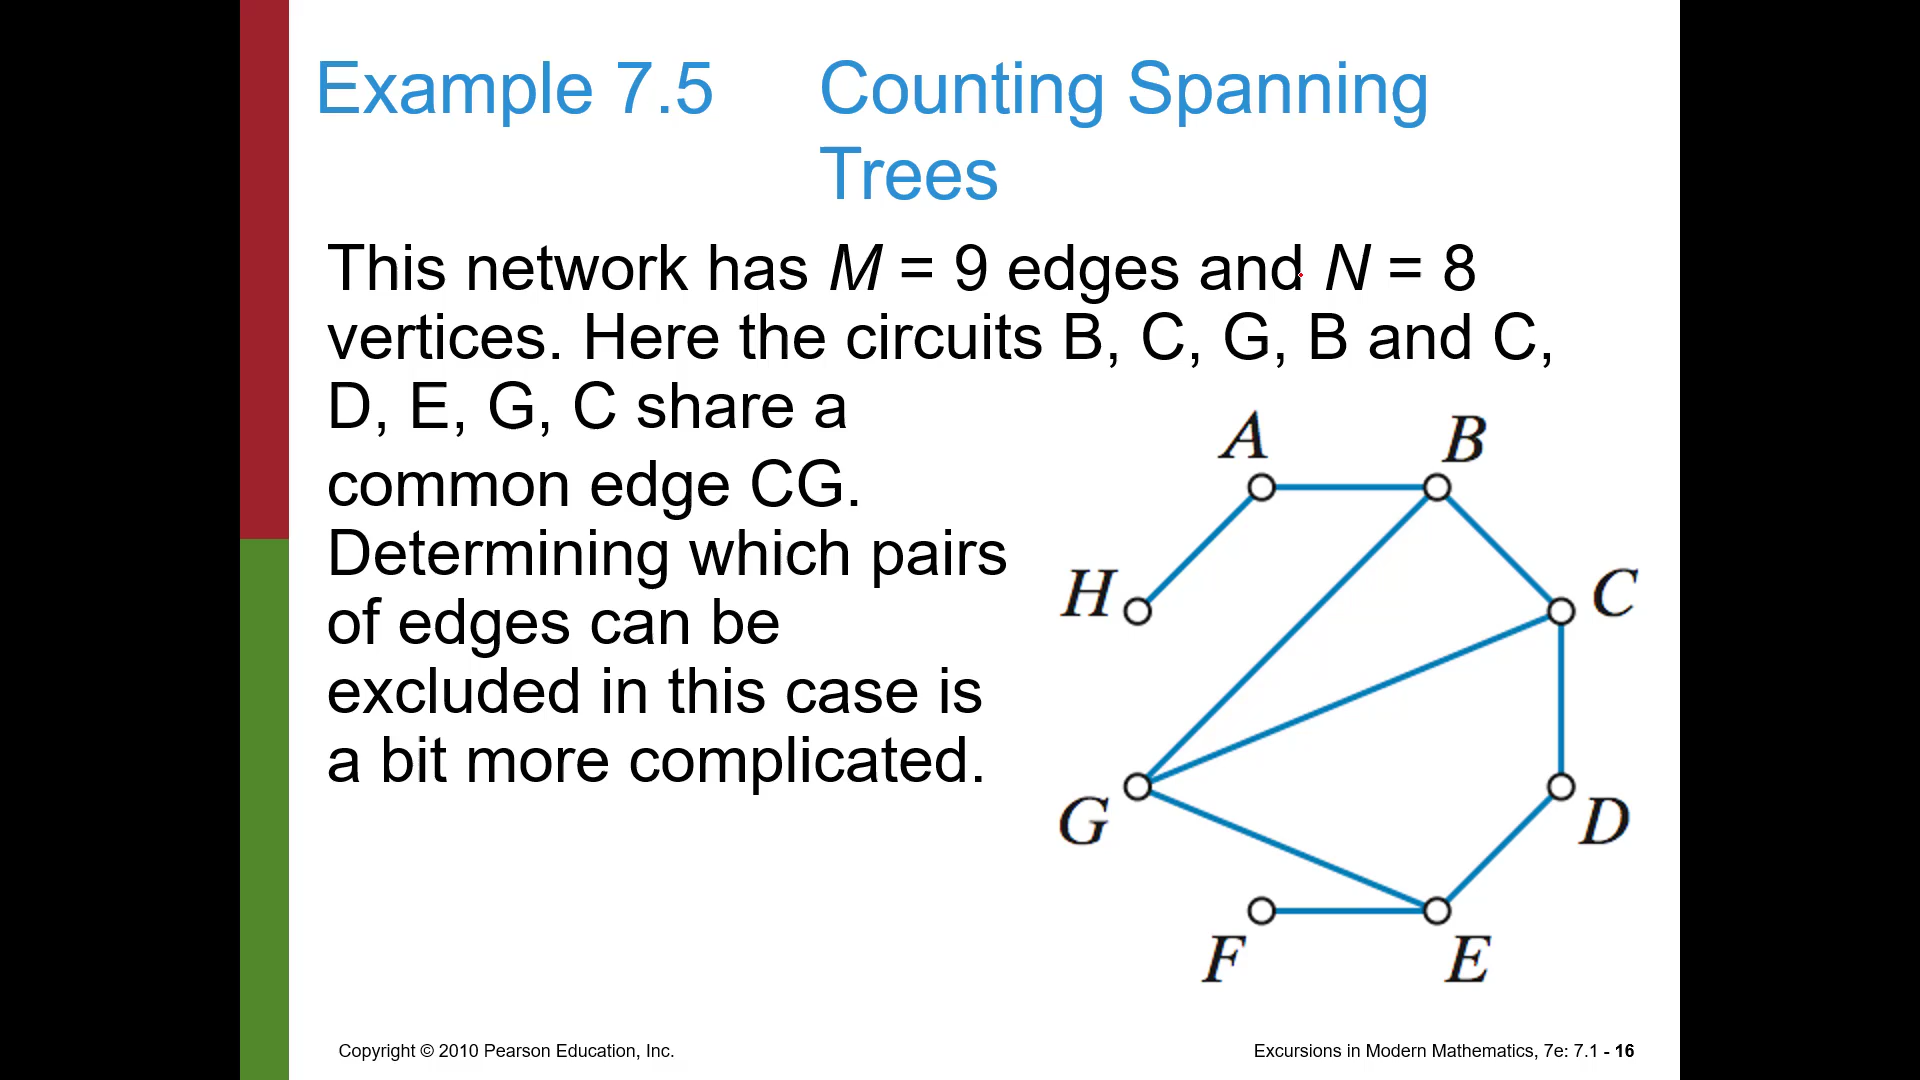 Example 7.5 Counting Spanning
Trees
This network has M = 9 edges and N = 8
vertices. Here the circuits B, C, G, B and C,
D, E, G, C share a
common edge CG.
Determining which pairs
of edges can be
excluded in this case is
a bit more complicated.
A
B
H
C
G
D
F
E
Copyright © 2010 Pearson Education, Inc.
Excursions in Modern Mathematics, 7e: 7.1 - 16